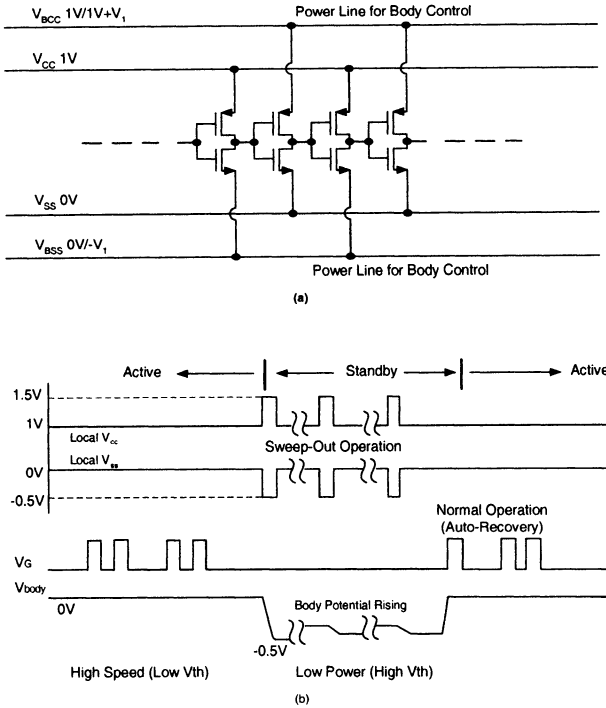 V_BCC 1V/1V+V_1
Power Line for Body Control
V_CC 1V
V_SS 0V
V_BSS 0V/-V_1
Power Line for Body Control
(a)
Active
Standby
Active
1.5V
1V
Local V_cc
Sweep-Out Operation
Local V_ss
0V
-0.5V
Normal Operation
(Auto-Recovery)
V_G
V_body
0V
Body Potential Rising
-0.5V
High Speed (Low Vth)
Low Power (High Vth)
(b)